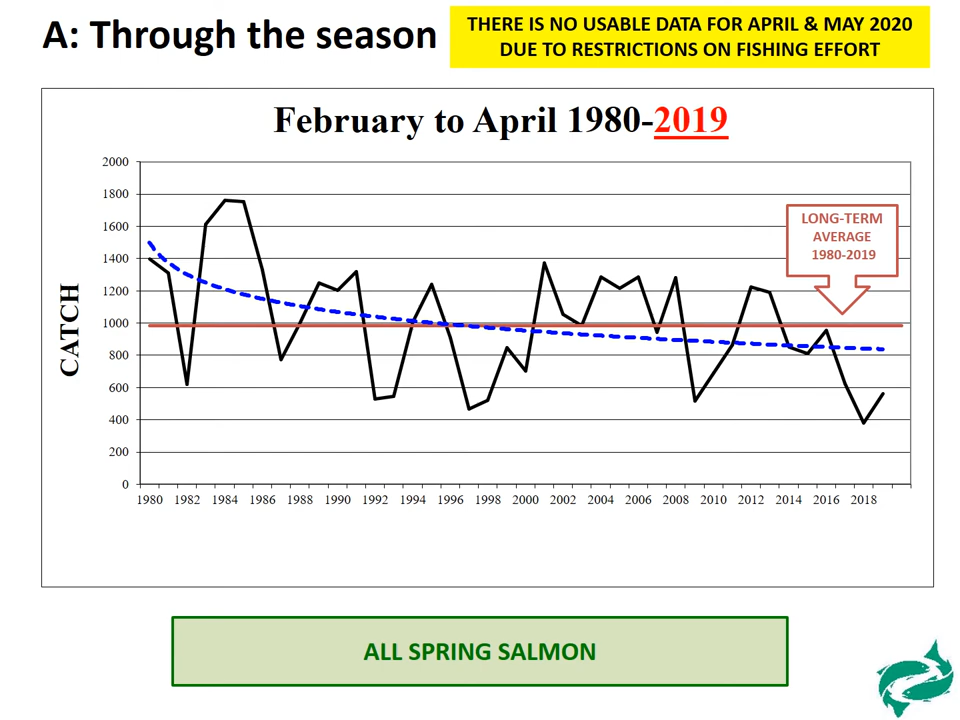 A: Through the season
THERE IS NO USABLE DATA FOR APRIL & MAY 2020
DUE TO RESTRICTIONS ON FISHING EFFORT
February to April 1980-2019
CATCH
2000
1800
1600
1400
1200
1000
800
600
400
200
0
LONG-TERM
AVERAGE
1980-2019
1980 1982 1984 1986 1988 1990 1992 1994 1996 1998 2000 2002 2004 2006 2008 2010 2012 2014 2016 2018
ALL SPRING SALMON